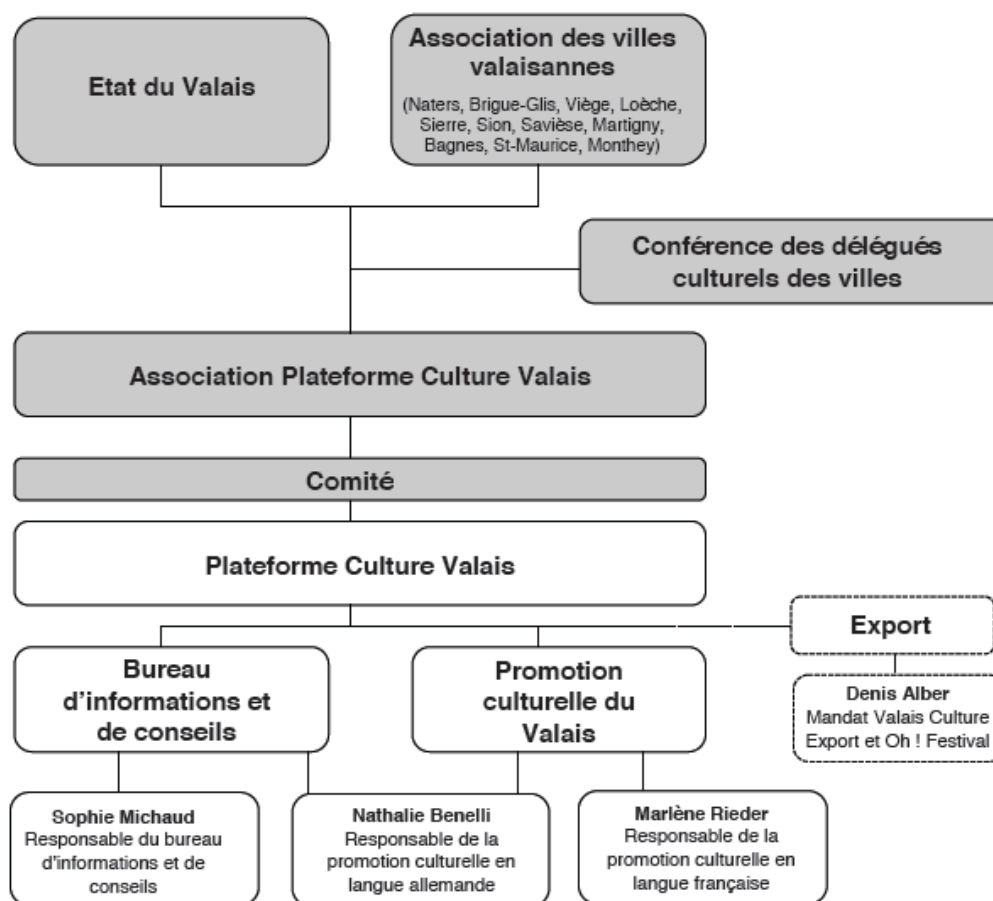 Etat du Valais
Association des villes
valaisannes
(Naters, Brigue-Glis, Viège, Loèche,
Sierre, Sion, Savièse, Martigny,
Bagnes, St-Maurice, Monthey)
Conférence des délégués
culturels des villes
Association Plateforme Culture Valais
Comité
Plateforme Culture Valais
Export
Denis Alber
Mandat Valais Culture
Export et Oh ! Festival
Bureau
d'informations et
de conseils
Promotion
culturelle du
Valais
Sophie Michaud
Responsable du bureau
d'informations et de
conseils
Nathalie Benelli
Responsable de la
promotion culturelle en
langue allemande
Marlène Rieder
Responsable de la
promotion culturelle en
langue française